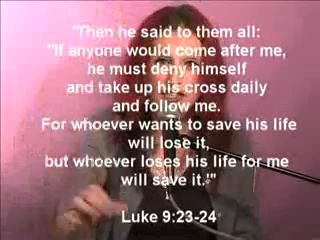 "Then he said to them all:
"If anyone would come after me,
he must deny himself
and take up his cross daily
and follow me.
For whoever wants to save his life
will lose it,
but whoever loses his life for me
will save it.'"
Luke 9:23-24